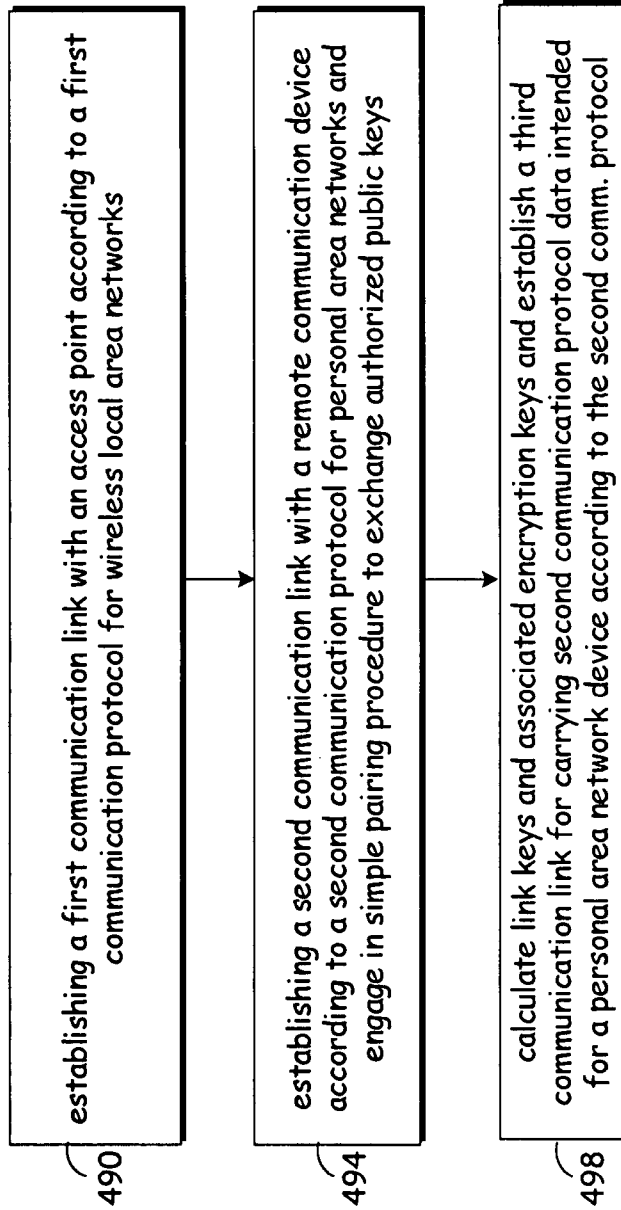 establishing a first communication link with an access point according to a first
communication protocol for wireless local area networks
490
establishing a second communication link with a remote communication device
according to a second communication protocol for personal area networks and
engage in simple pairing procedure to exchange authorized public keys
494
calculate link keys and associated encryption keys and establish a third
communication link for carrying second communication protocol data intended
for a personal area network device according to the second comm. protocol
498